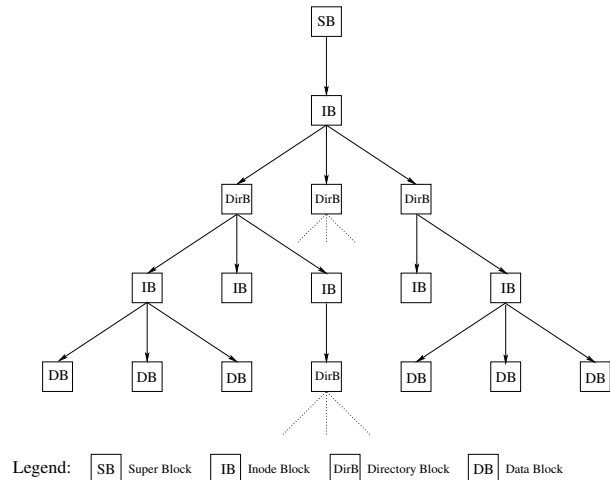 SB
IB
DirB DirB DirB
IB IB IB IB IB
DB DB DB DirB DB DB DB
Legend: SB Super Block IB Inode Block DirB Directory Block DB Data Block